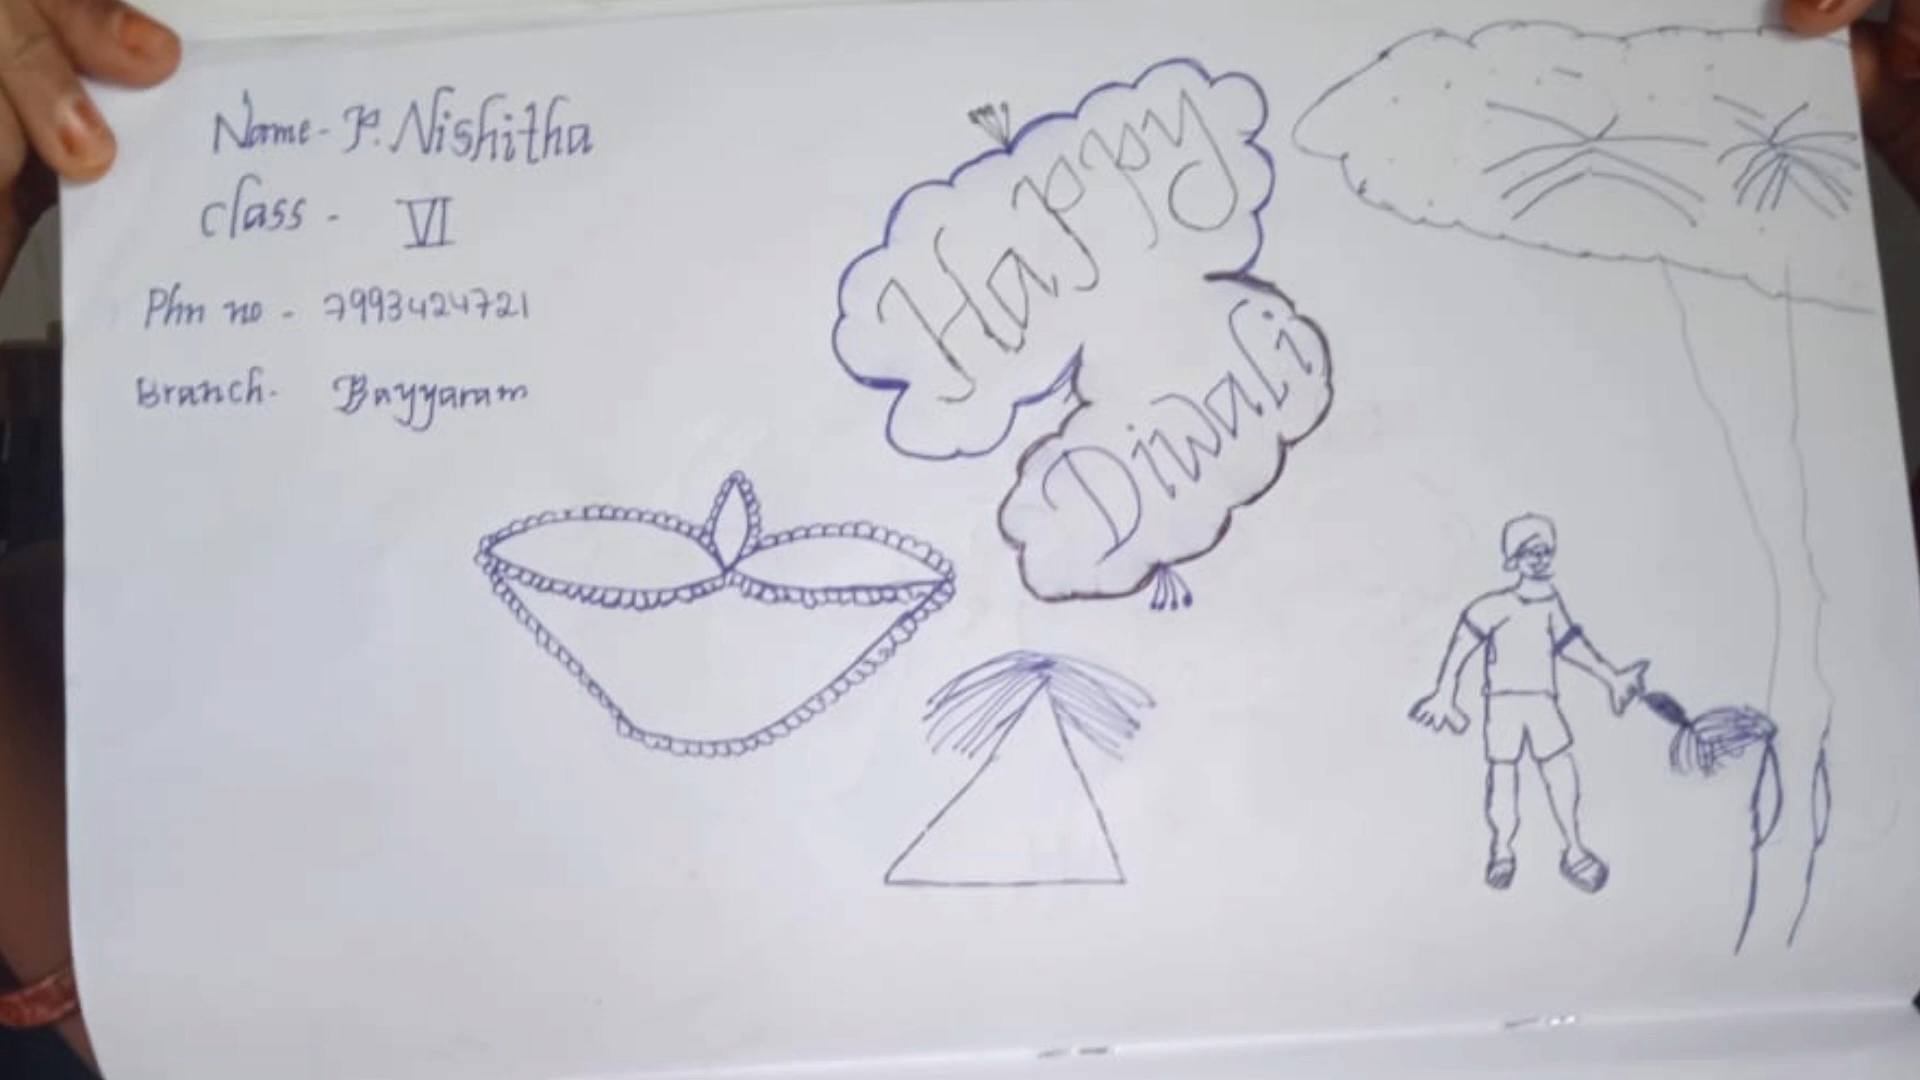 Name - P. Nishitha
Class - VI
Phn no - 7993424721
Branch. Bayyaram
Happy
Diwali